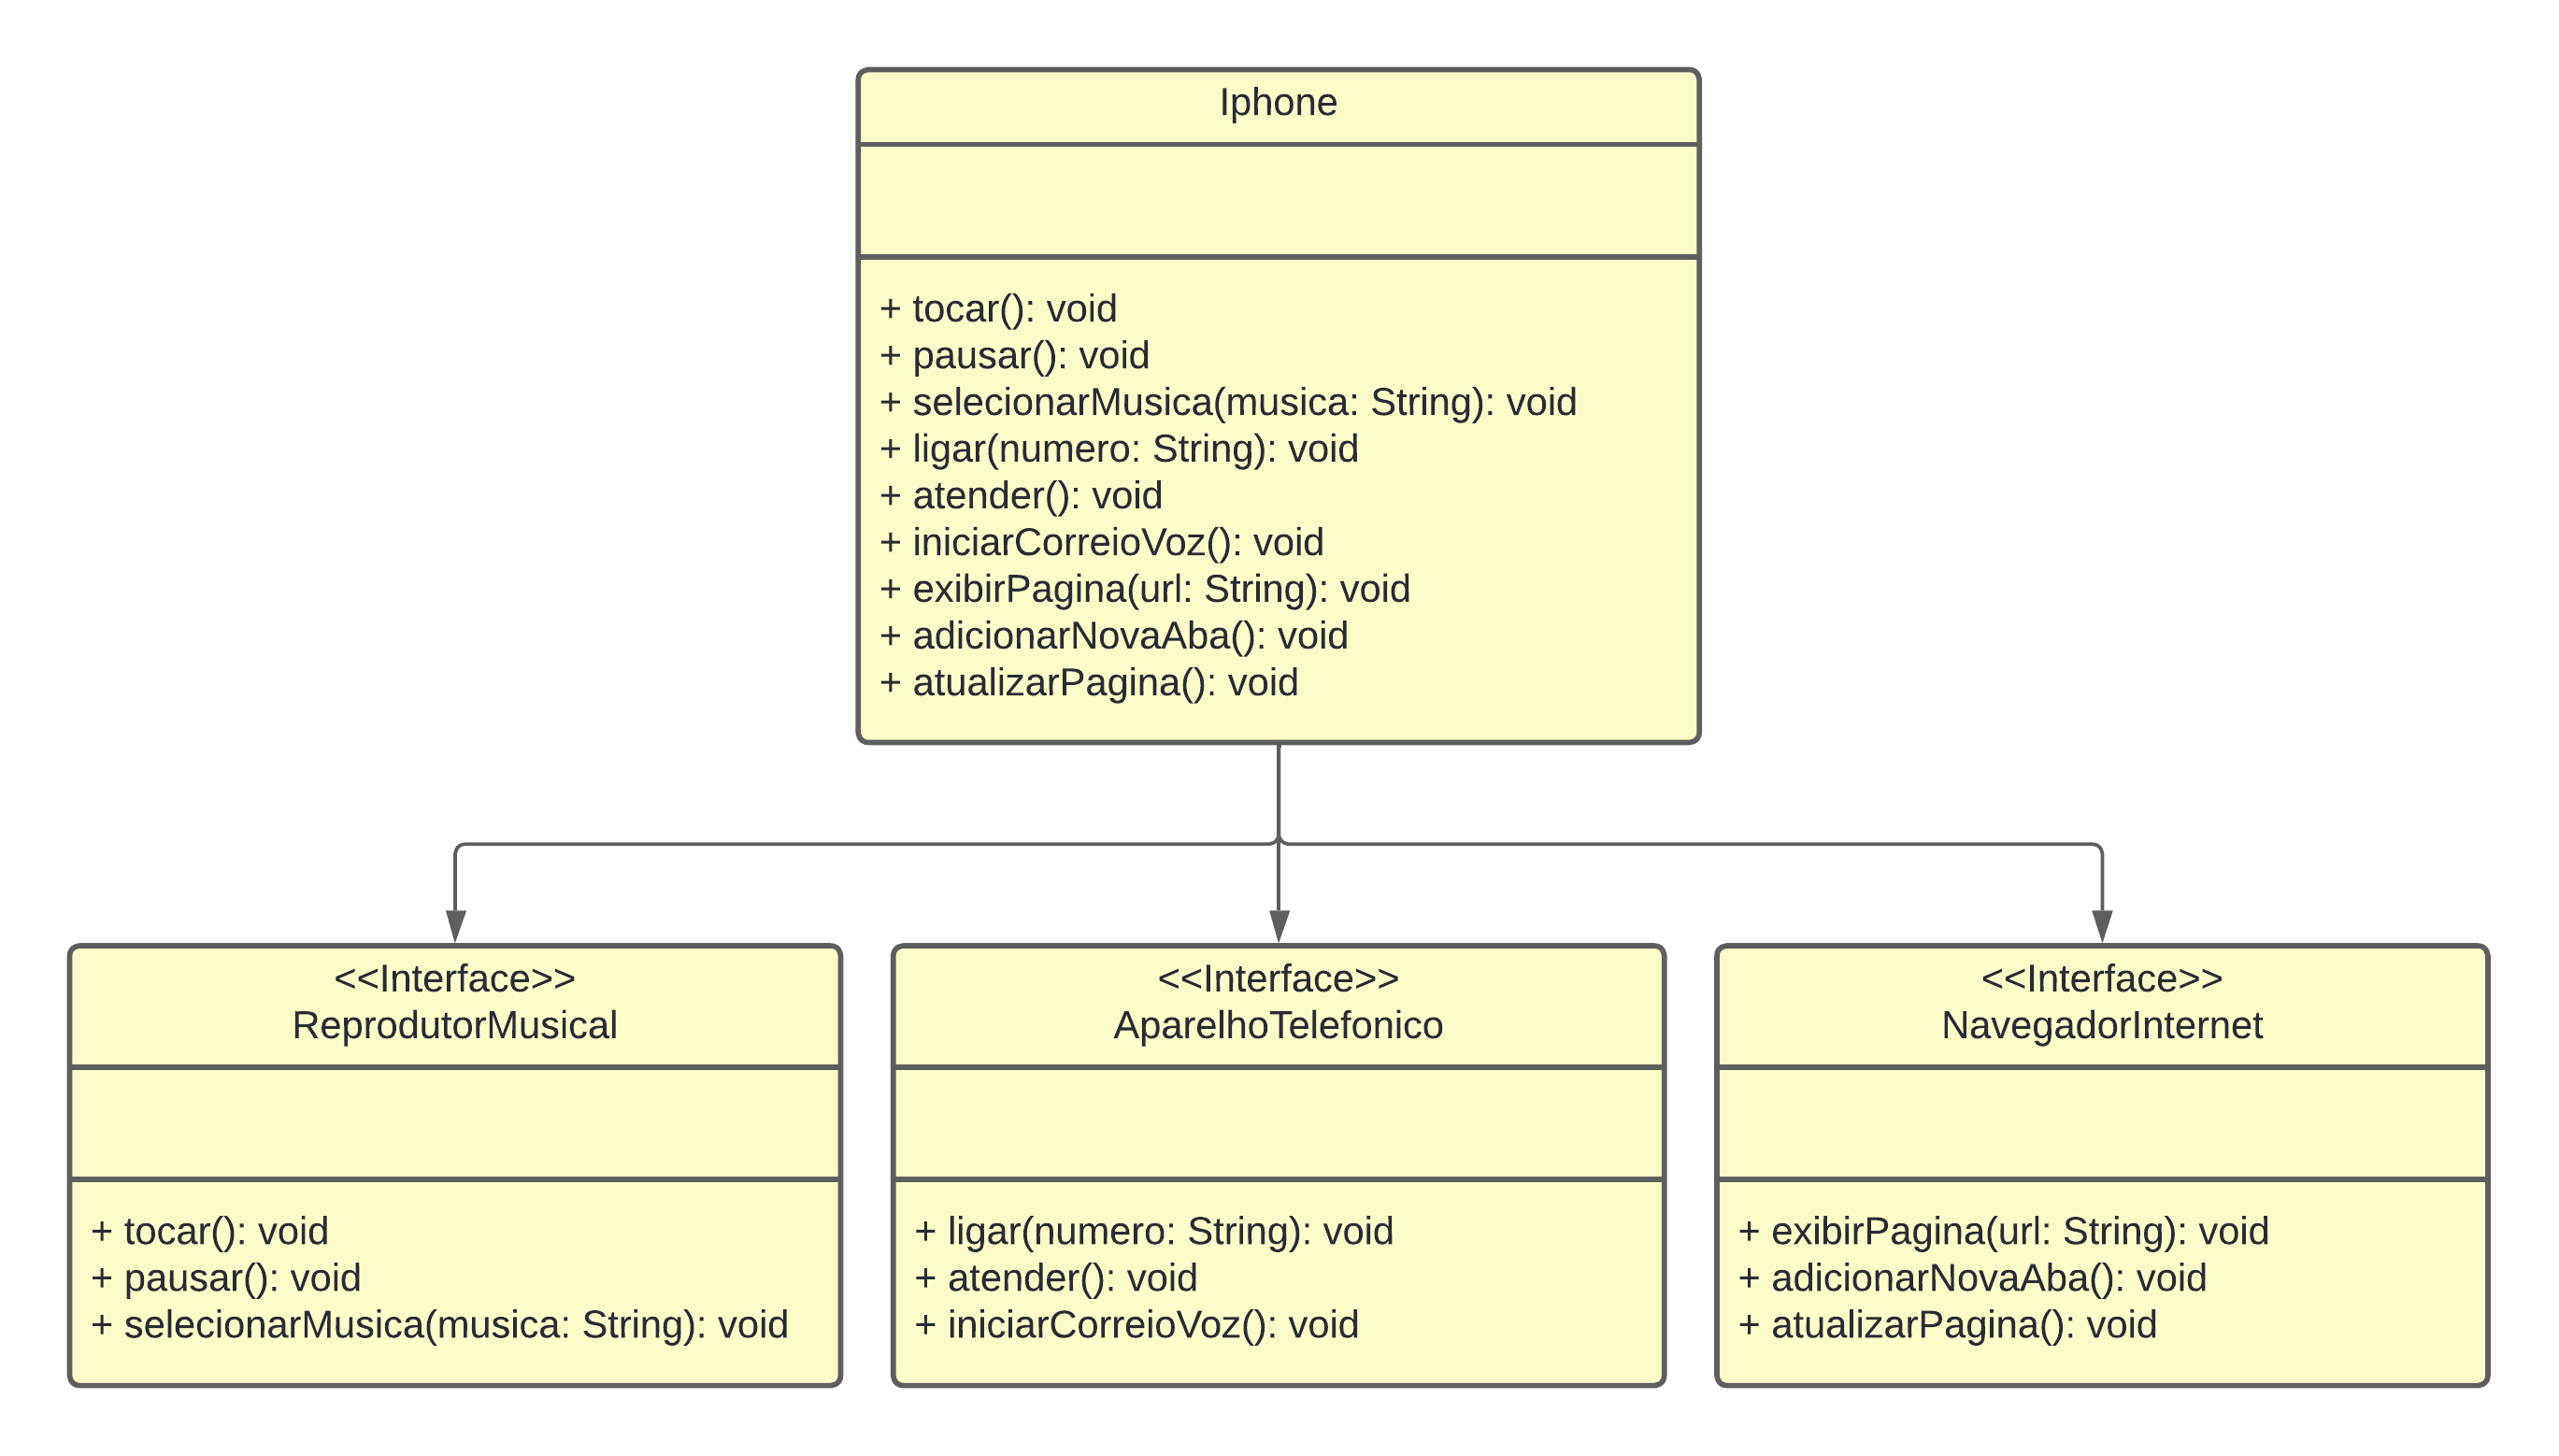 Iphone
+ tocar(): void
+ pausar(): void
+ selecionarMusica(musica: String): void
+ ligar(numero: String): void
+ atender(): void
+ iniciarCorreioVoz(): void
+ exibirPagina(url: String): void
+ adicionarNovaAba(): void
+ atualizarPagina(): void
<<Interface>>
ReprodutorMusical
+ tocar(): void
+ pausar(): void
+ selecionarMusica(musica: String): void
<<Interface>>
AparelhoTelefonico
+ ligar(numero: String): void
+ atender(): void
+ iniciarCorreioVoz(): void
<<Interface>>
NavegadorInternet
+ exibirPagina(url: String): void
+ adicionarNovaAba(): void
+ atualizarPagina(): void